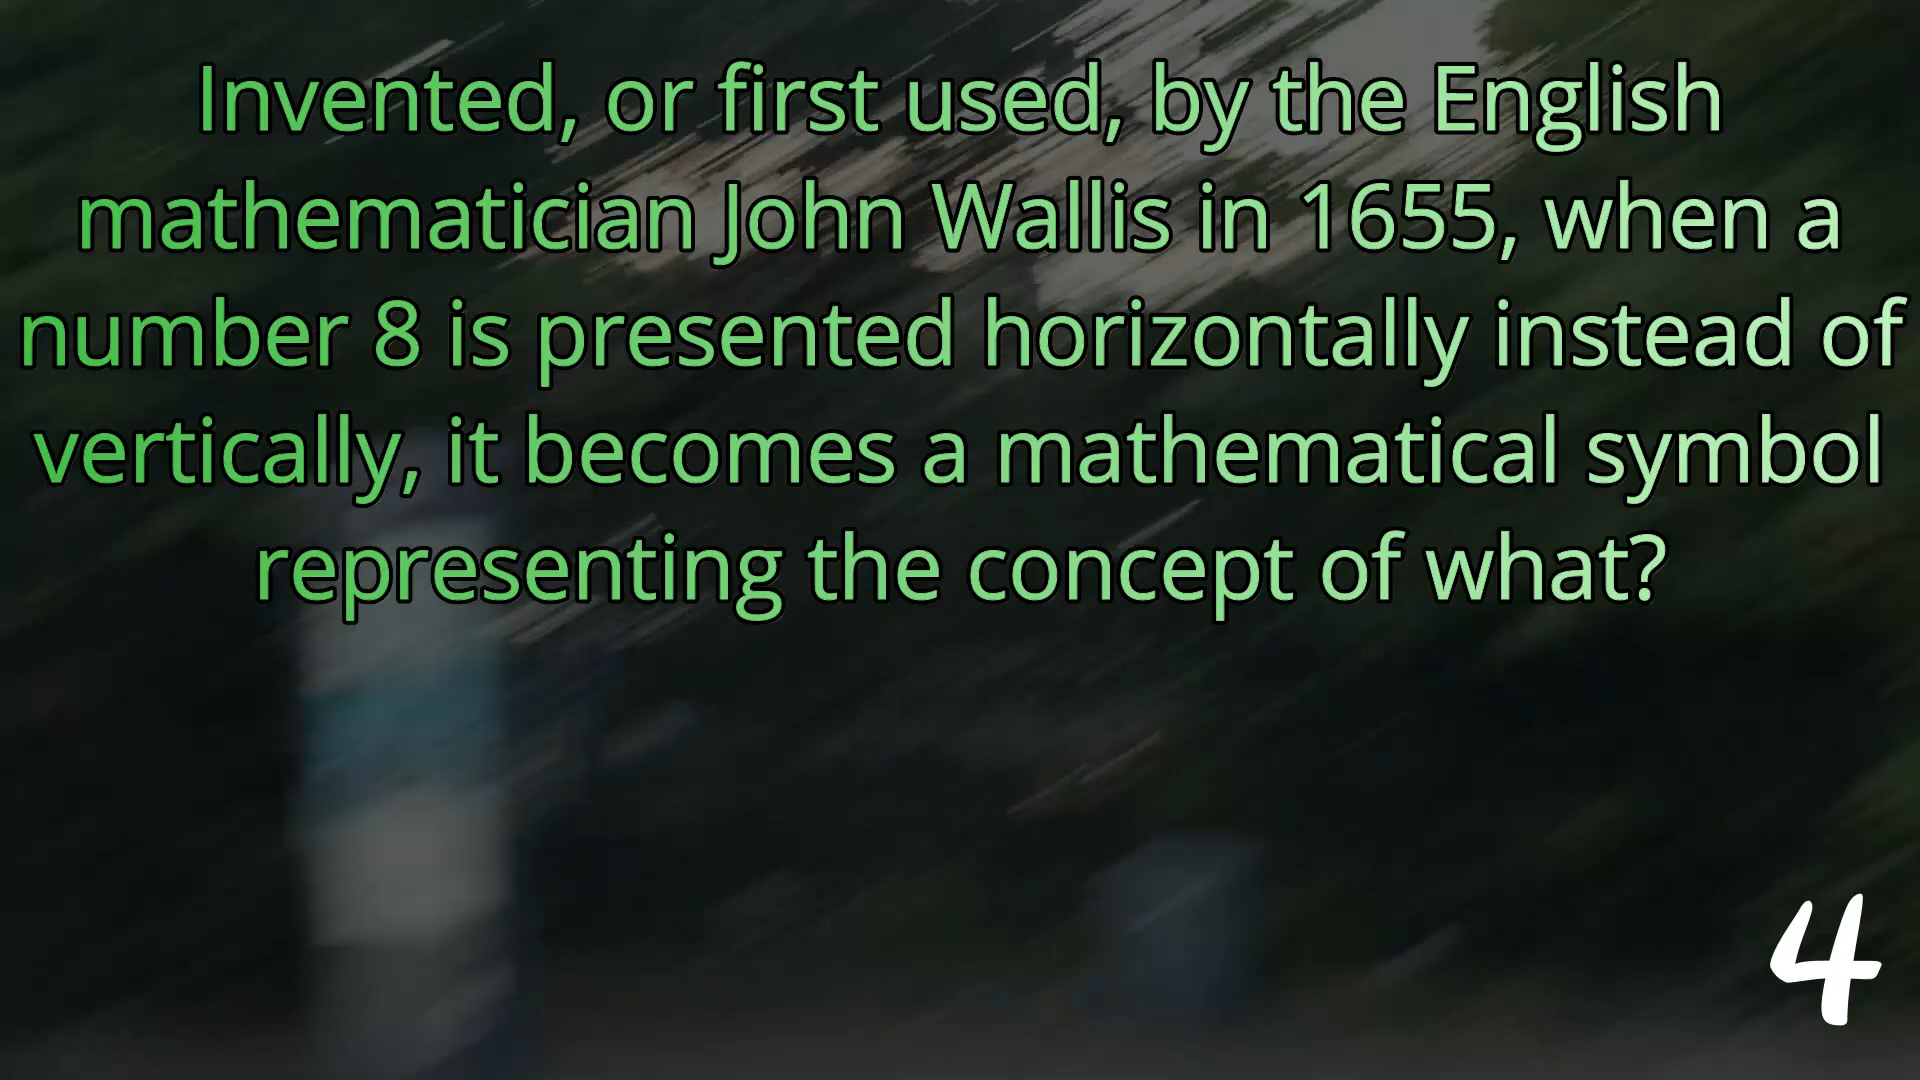 Invented, or first used, by the English
mathematician John Wallis in 1655, when a
number 8 is presented horizontally instead of
vertically, it becomes a mathematical symbol
representing the concept of what?
4